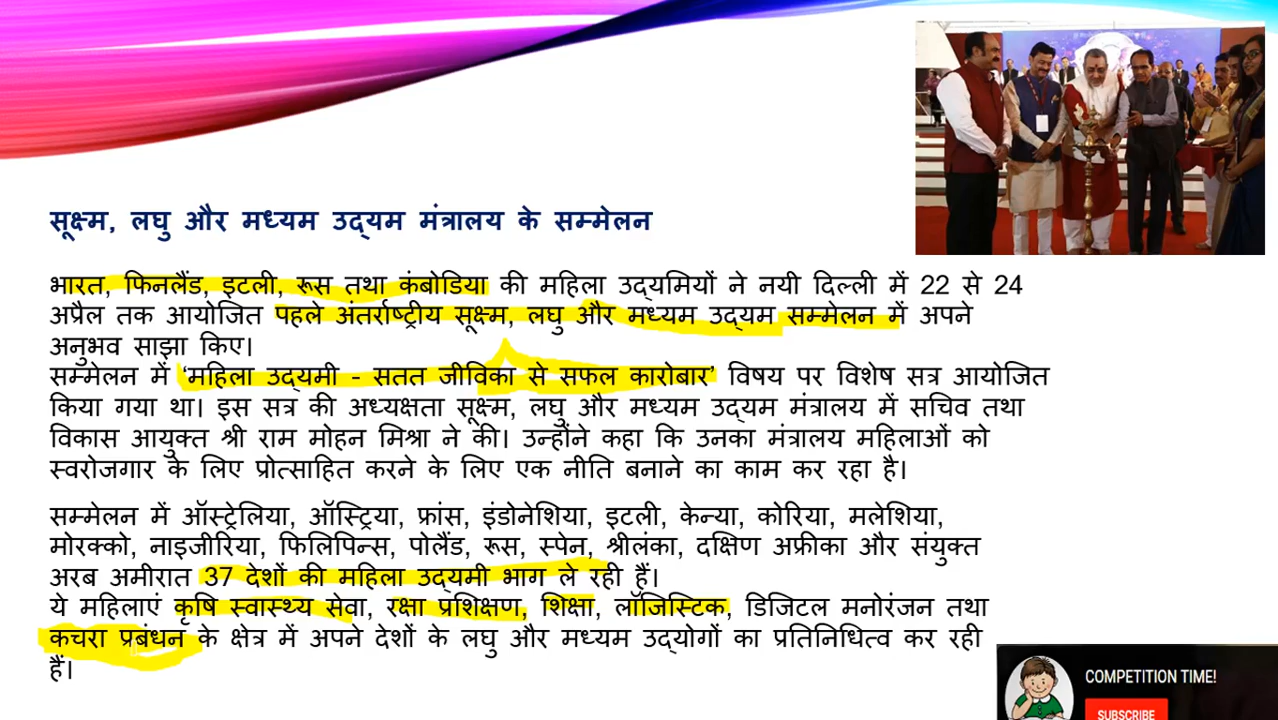 सूक्ष्म, लघु और मध्यम उद्यम मंत्रालय के सम्मेलन
भारत, फिनलैंड, इटली, रूस तथा कंबोडिया की महिला उद्यमियों ने नयी दिल्ली में 22 से 24
अप्रैल तक आयोजित पहले अंतर्राष्ट्रीय सूक्ष्म, लघु और मध्यम उद्यम सम्मेलन में अपने
अनुभव साझा किए।
सम्मेलन में ‘महिला उद्यमी - सतत जीविका से सफल कारोबार’ विषय पर विशेष सत्र आयोजित
किया गया था। इस सत्र की अध्यक्षता सूक्ष्म, लघु और मध्यम उद्यम मंत्रालय में सचिव तथा
विकास आयुक्त श्री राम मोहन मिश्रा ने की। उन्होंने कहा कि उनका मंत्रालय महिलाओं को
स्वरोजगार के लिए प्रोत्साहित करने के लिए एक नीति बनाने का काम कर रहा है।
सम्मेलन में ऑस्ट्रेलिया, ऑस्ट्रिया, फ्रांस, इंडोनेशिया, इटली, केन्या, कोरिया, मलेशिया,
मोरक्को, नाइजीरिया, फिलिपिन्स, पोलैंड, रूस, स्पेन, श्रीलंका, दक्षिण अफ्रीका और संयुक्त
अरब अमीरात 37 देशों की महिला उद्यमी भाग ले रही हैं।
ये महिलाएं कृषि स्वास्थ्य सेवा, रक्षा प्रशिक्षण, शिक्षा, लॉजिस्टिक, डिजिटल मनोरंजन तथा
कचरा प्रबंधन के क्षेत्र में अपने देशों के लघु और मध्यम उद्योगों का प्रतिनिधित्व कर रही
हैं।
COMPETITION TIME!
SUBSCRIBE